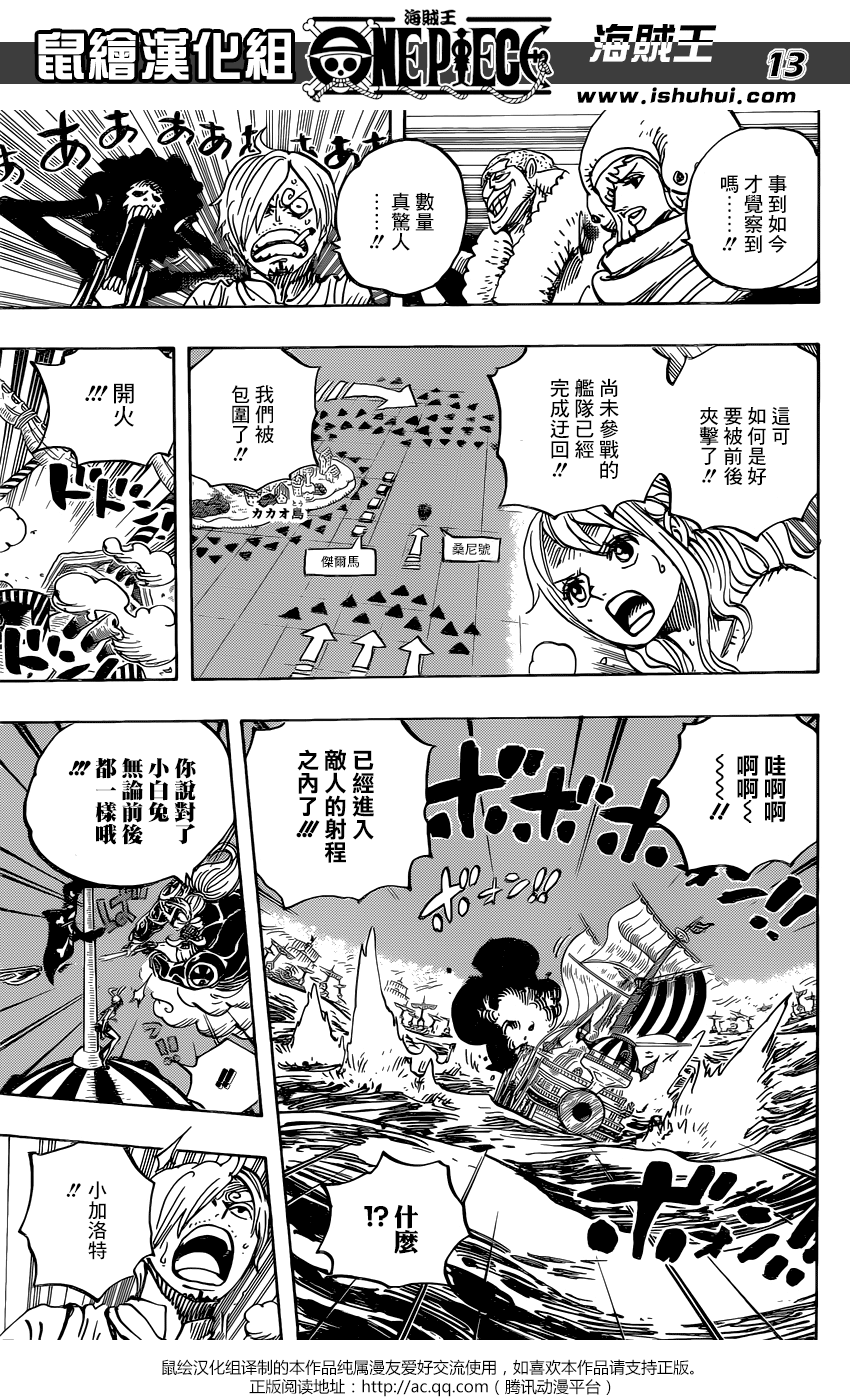 鼠繪漢化組
海賊王
ONE PIECE
海賊王
13
www.ishuhui.com
事到如今
才覺察到
嗎……!!
數量
真驚人
……!!
あああああああ
這可
如何是好
要被前後
夾擊了!!
尚未參戰的
艦隊已經
完成迂回!!
我們被
包圍了!!
カカオ島
とう
傑爾馬
桑尼號
開火
!!!
ドドドン
ドドン
哇啊啊
啊啊~
~~~!!
已經進入
敵人的射程
之內了!!!
ボボボボ
ボォン!!
ボォン!!
什麼
!?
你說對了
小白兔
無論前後
都一樣哦
!!!
!!
小加洛特
!!
鼠绘汉化组译制的本作品纯属漫友爱好交流使用，如喜欢本作品请支持正版。
正版阅读地址：http://ac.qq.com（腾讯动漫平台）